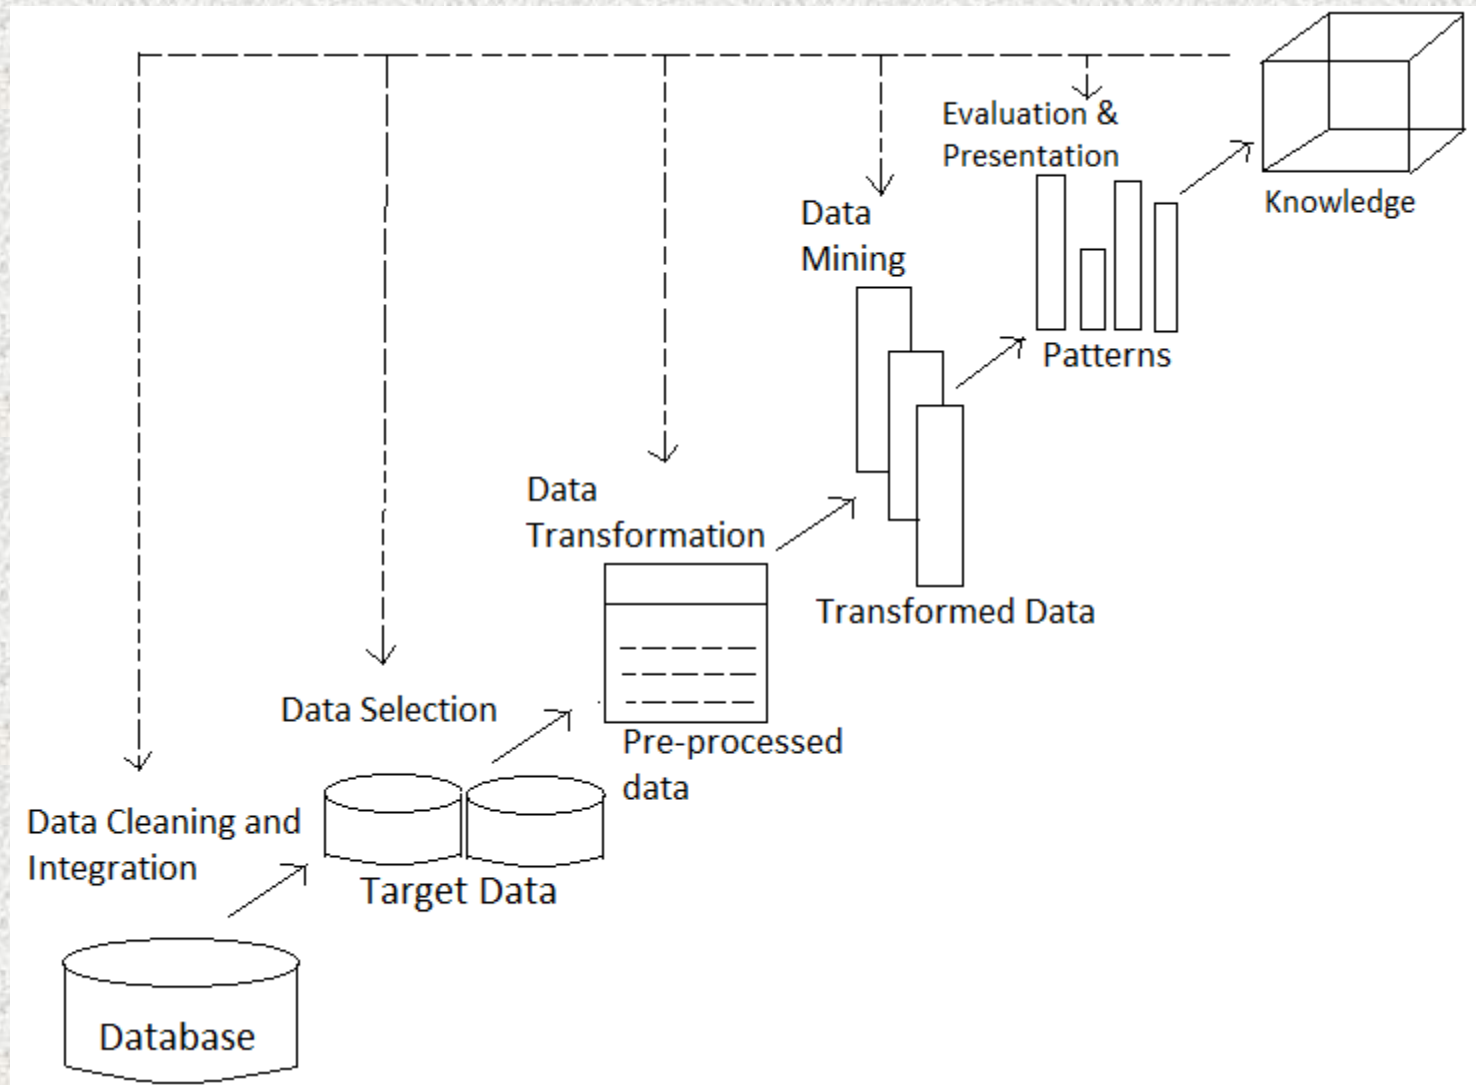 Evaluation &
Presentation
Knowledge
Data
Mining
Patterns
Data
Transformation
Transformed Data
Data Selection
Pre-processed
data
Data Cleaning and
Integration
Target Data
Database